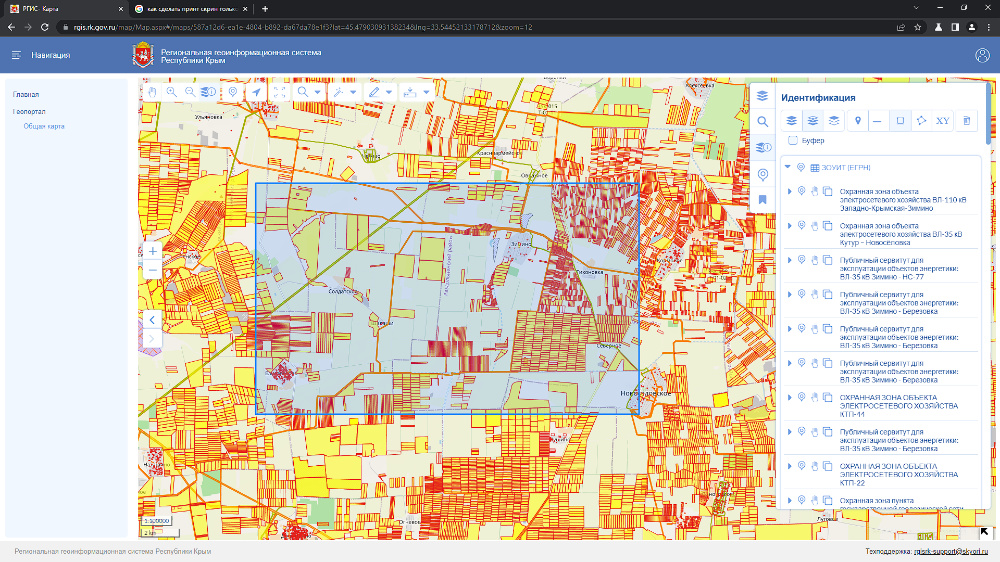 РГИС- Карта
как сделать принт скрин только
rgis.rk.gov.ru/map/Map.aspx#/maps/587a12d6-ea1e-4804-b892-da67da78e1f3?lat=45.47903093138234&lng=33.54452133178712&zoom=12
Навигация
Региональная геоинформационная система
Республики Крым
Главная
Геопортал
Общая карта
Алексеевка
Ульяновка
Т-01-11
Красноармейское
Овражное
Зимино
Тихоновка
Раздольненский район
Солдатское
Северное
Новосёловское
Наташино
Огневое
Луговое
1:100000
2 km
Идентификация
XY
Буфер
ЗОУИТ (ЕГРН)
Охранная зона объекта
электросетевого хозяйства ВЛ-110 кВ
Западно-Крымская-Зимино
Охранная зона объекта
электросетевого хозяйства ВЛ-35 кВ
Кутур – Новосёловка
Публичный сервитут для
эксплуатации объектов энергетики:
ВЛ-35 кВ Зимино - НС-77
Публичный сервитут для
эксплуатации объектов энергетики:
ВЛ-35 кВ Зимино - Березовка
Публичный сервитут для
эксплуатации объектов энергетики:
ВЛ-35 кВ Зимино - Березовка
Публичный сервитут для
эксплуатации объектов энергетики:
ВЛ-35 кВ Зимино - Березовка
ОХРАННАЯ ЗОНА ОБЪЕКТА
ЭЛЕКТРОСЕТЕВОГО ХОЗЯЙСТВА
КТП-44
Публичный сервитут для
эксплуатации объектов энергетики:
ВЛ-35 кВ Зимино - Березовка
ОХРАННАЯ ЗОНА ОБЪЕКТА
ЭЛЕКТРОСЕТЕВОГО ХОЗЯЙСТВА
КТП-22
Охранная зона пункта
государственной геодезической сети
Региональная геоинформационная система Республики Крым
Техподдержка: rgisrk-support@skyori.ru